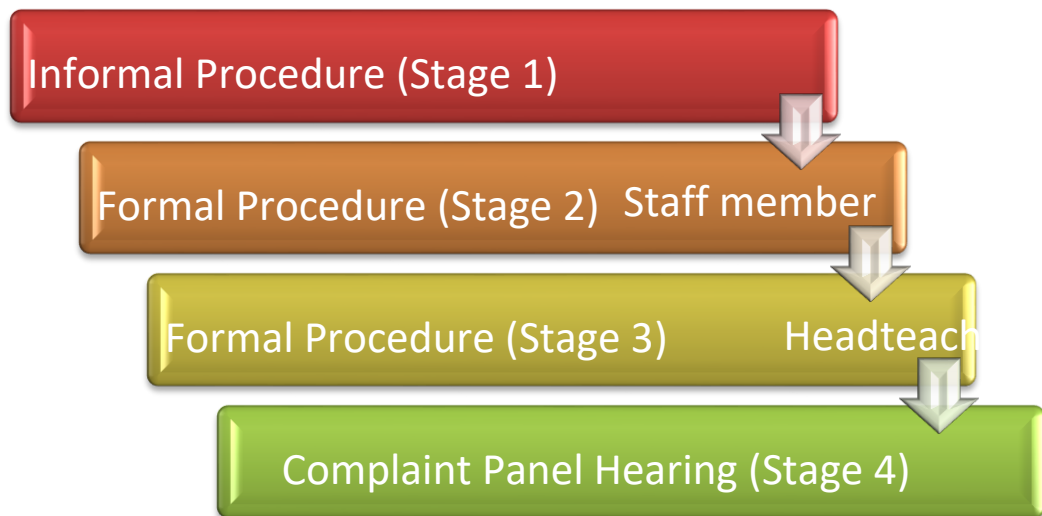 Informal Procedure (Stage 1)
Formal Procedure (Stage 2) Staff member
Formal Procedure (Stage 3) Headteach
Complaint Panel Hearing (Stage 4)